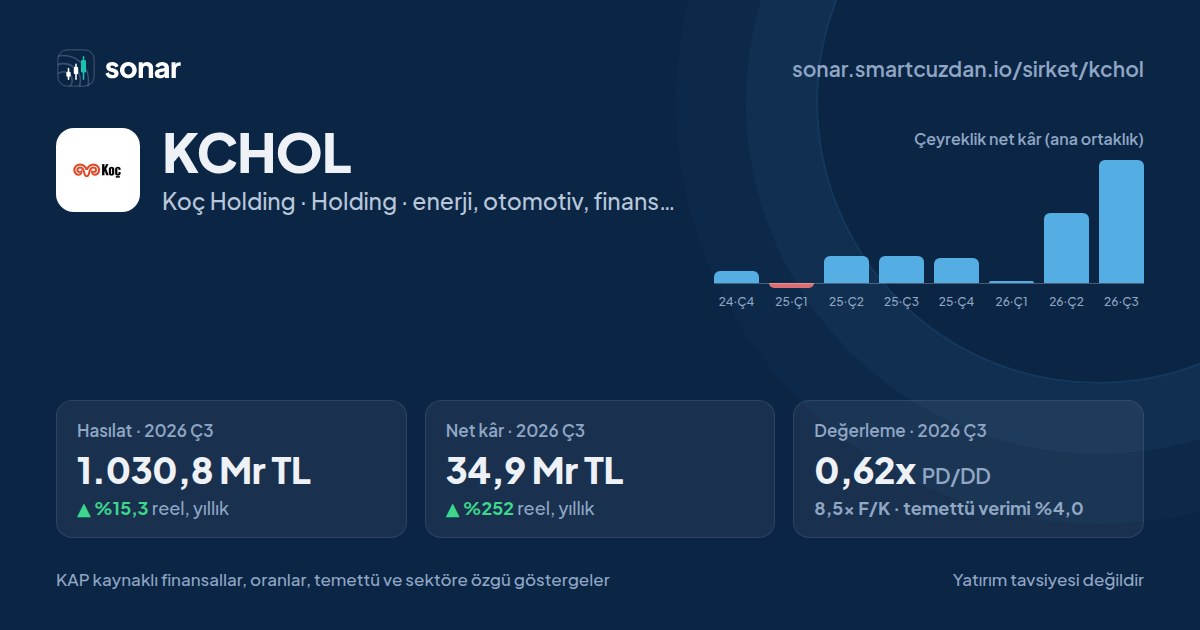 sonar
sonar.smartcuzdan.io/sirket/kchol
Koç
KCHOL
Koç Holding · Holding · enerji, otomotiv, finans…
Çeyreklik net kâr (ana ortaklık)
24·Ç4 25·Ç1 25·Ç2 25·Ç3 25·Ç4 26·Ç1 26·Ç2 26·Ç3
Hasılat · 2026 Ç3
1.030,8 Mr TL
▲ %15,3 reel, yıllık
Net kâr · 2026 Ç3
34,9 Mr TL
▲ %252 reel, yıllık
Değerleme · 2026 Ç3
0,62x PD/DD
8,5× F/K · temettü verimi %4,0
KAP kaynaklı finansallar, oranlar, temettü ve sektöre özgü göstergeler
Yatırım tavsiyesi değildir